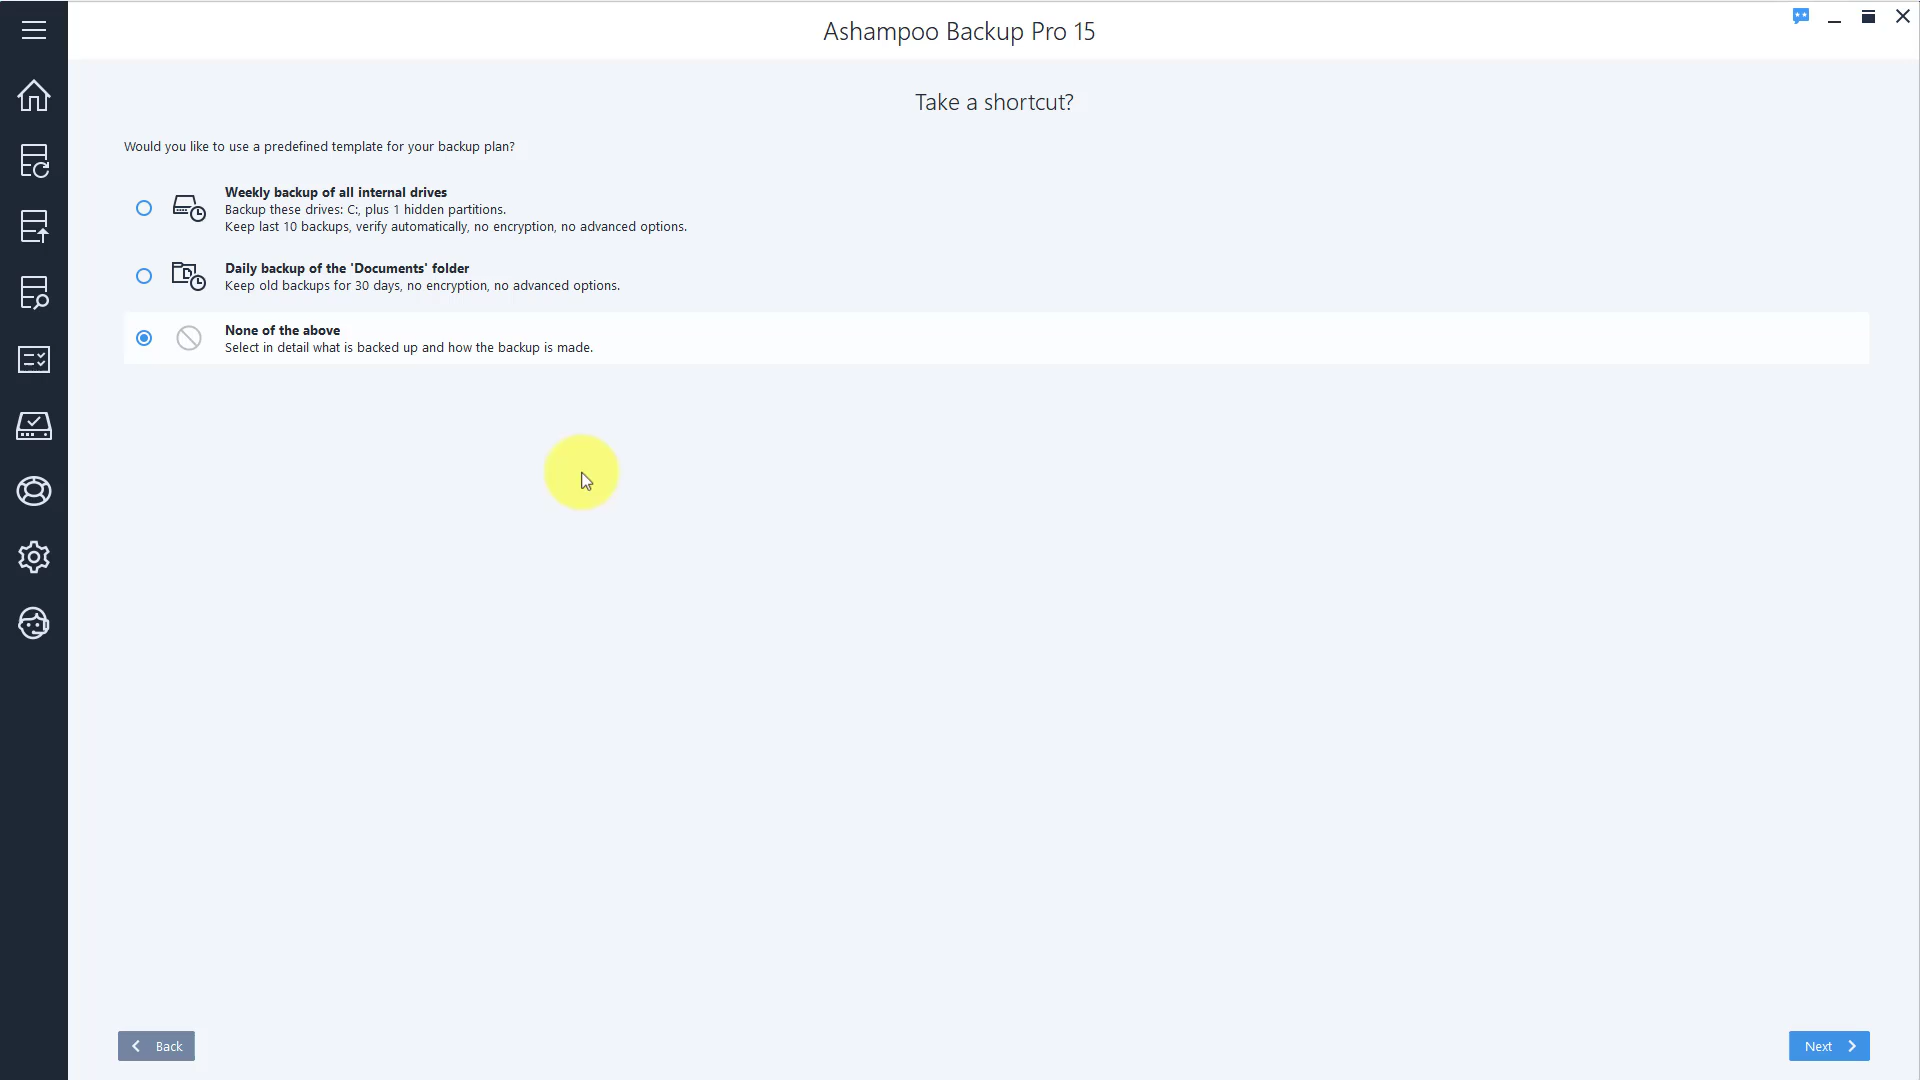 Ashampoo Backup Pro 15
Take a shortcut?
Would you like to use a predefined template for your backup plan?
Weekly backup of all internal drives
Backup these drives: C:, plus 1 hidden partitions.
Keep last 10 backups, verify automatically, no encryption, no advanced options.
Daily backup of the 'Documents' folder
Keep old backups for 30 days, no encryption, no advanced options.
None of the above
Select in detail what is backed up and how the backup is made.
Back
Next